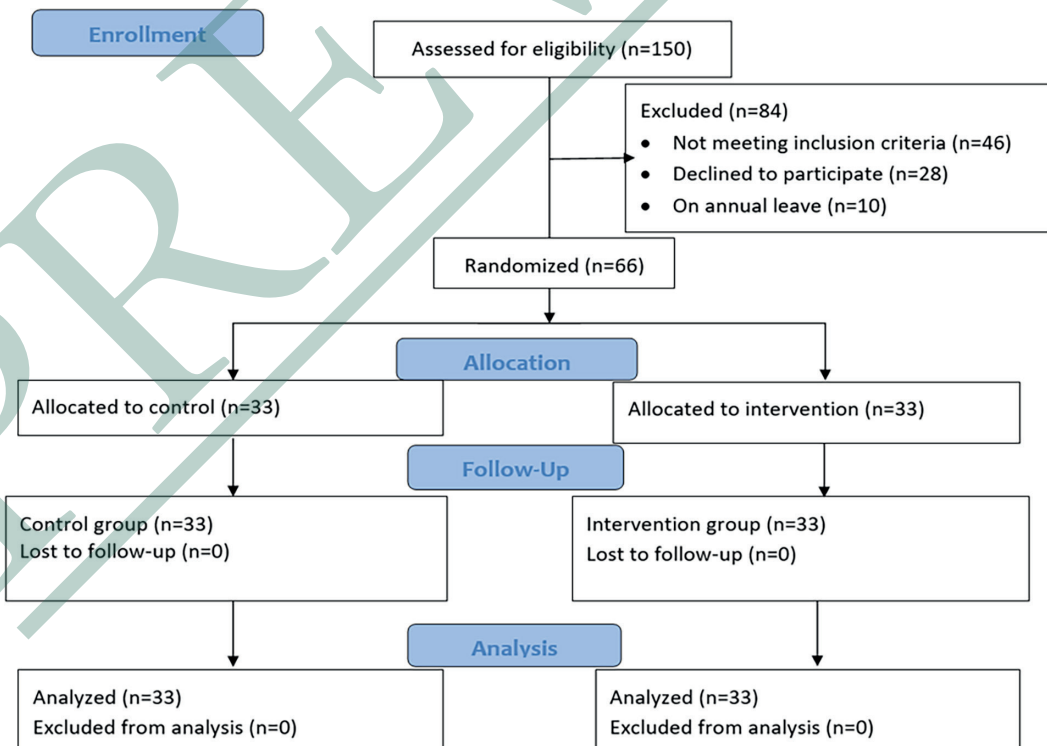 Enrollment
Assessed for eligibility (n=150)
Excluded (n=84)
• Not meeting inclusion criteria (n=46)
• Declined to participate (n=28)
• On annual leave (n=10)
Randomized (n=66)
Allocation
Allocated to control (n=33)
Allocated to intervention (n=33)
Follow-Up
Control group (n=33)
Lost to follow-up (n=0)
Intervention group (n=33)
Lost to follow-up (n=0)
Analysis
Analyzed (n=33)
Excluded from analysis (n=0)
Analyzed (n=33)
Excluded from analysis (n=0)